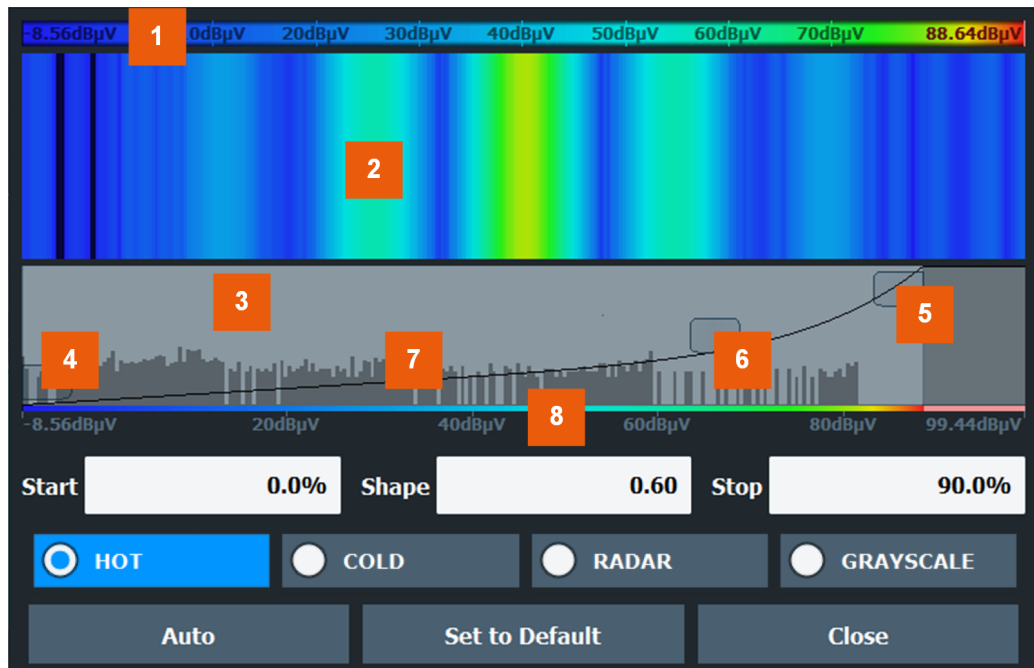 -8.56dBµV 1 0dBµV 20dBµV 30dBµV 40dBµV 50dBµV 60dBµV 70dBµV 88.64dBµV
2
3
5
4 7 6
8
-8.56dBµV 20dBµV 40dBµV 60dBµV 80dBµV 99.44dBµV
Start 0.0% Shape 0.60 Stop 90.0%
HOT COLD RADAR GRAYSCALE
Auto Set to Default Close